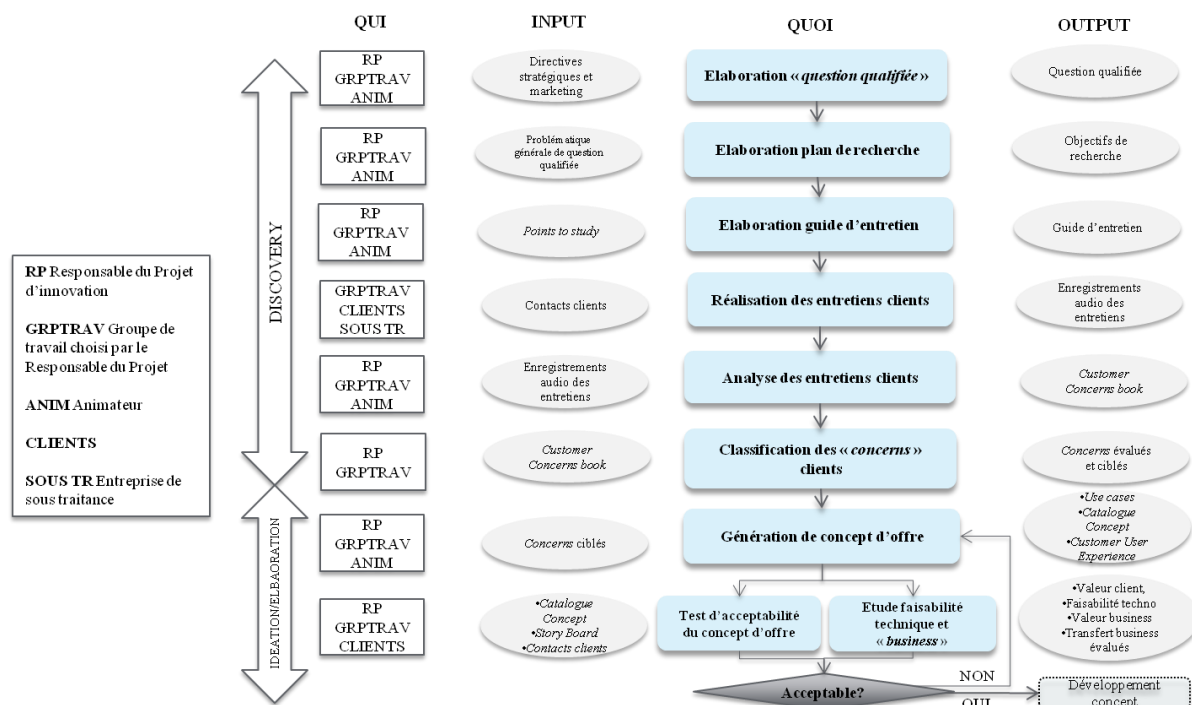 QUI
INPUT
QUOI
OUTPUT
RP
GRPTRAV
ANIM
Directives
stratégiques et
marketing
Elaboration « question qualifiée »
Question qualifiée
RP
GRPTRAV
ANIM
Problém atique
générale de question
qualifiée
Elaboration plan de recherche
Objectifs de
recherche
RP
GRPTRAV
ANIM
Points to study
Elaboration guide d'entretien
Guide d'entretien
DISCOVERY
RP Responsable du Projet
d'innovation
GRPTRAV Groupe de
travail choisi par le
Responsable du Projet
ANIM Animateur
CLIENTS
SOUS TR Entreprise de
sous traitance
GRPTRAV
CLIENTS
SOUS TR
Contacts clients
Réalisation des entretiens clients
Enregistrements
audio des
entretiens
RP
GRPTRAV
ANIM
Enregistrements
audio des
entretiens
Analyse des entretiens clients
Customer
Concerns book
RP
GRPTRAV
Customer
Concerns book
Classification des « concerns »
clients
Concerns évalués
et ciblés
IDEATION/ELBAORATION
RP
GRPTRAV
ANIM
Concerns ciblés
Génération de concept d'offre
•Use cases
•Catalogue
Concept
•Customer User
Experience
RP
GRPTRAV
CLIENTS
•Catalogue
Concept
•Story Board
•Contacts clients
Test d'acceptabilité
du concept d'offre
Etude faisabilité
technique et
« business »
•Valeur client,
•Faisabilité techno
•Valeur business
•Transfert business
évalués
Acceptable?
NON
OUI
Développement
concept